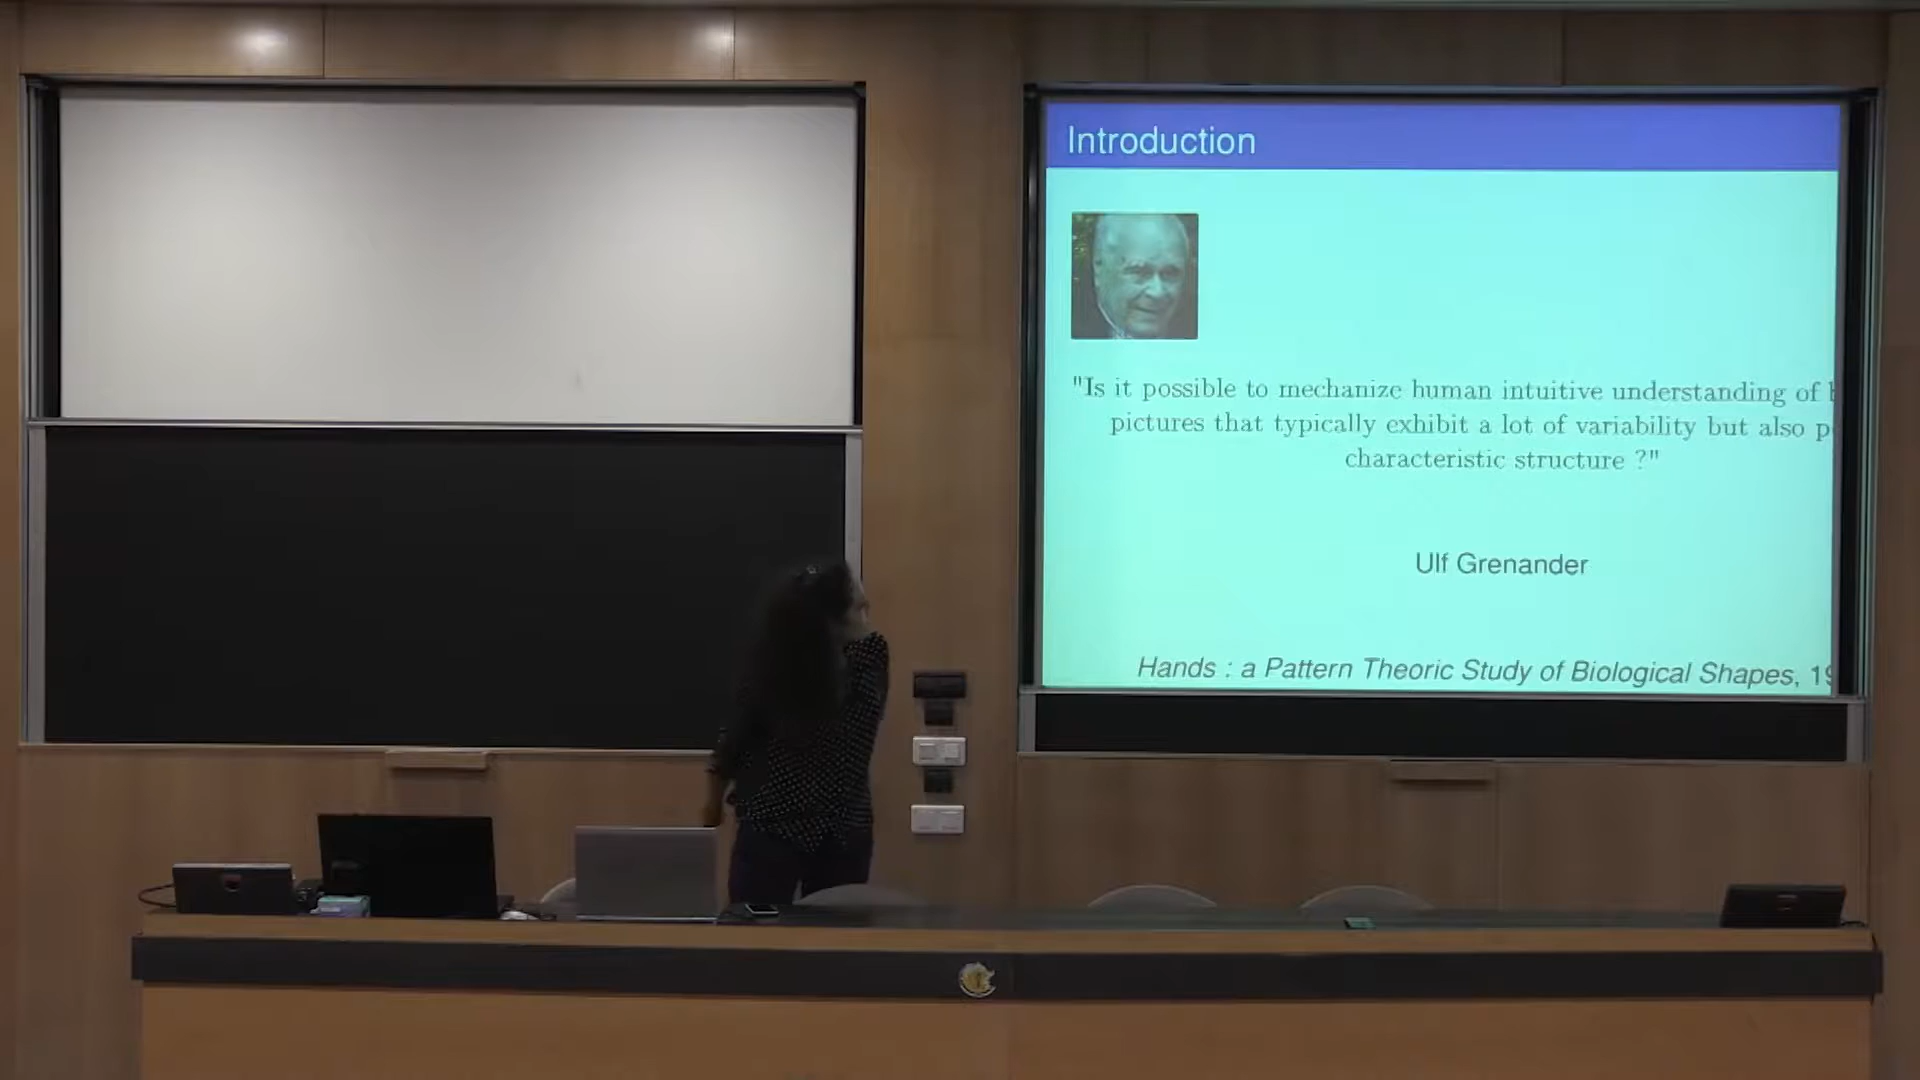 Introduction
"Is it possible to mechanize human intuitive understanding of
pictures that typically exhibit a lot of variability but also
characteristic structure ?"
Ulf Grenander
Hands : a Pattern Theoric Study of Biological Shapes,